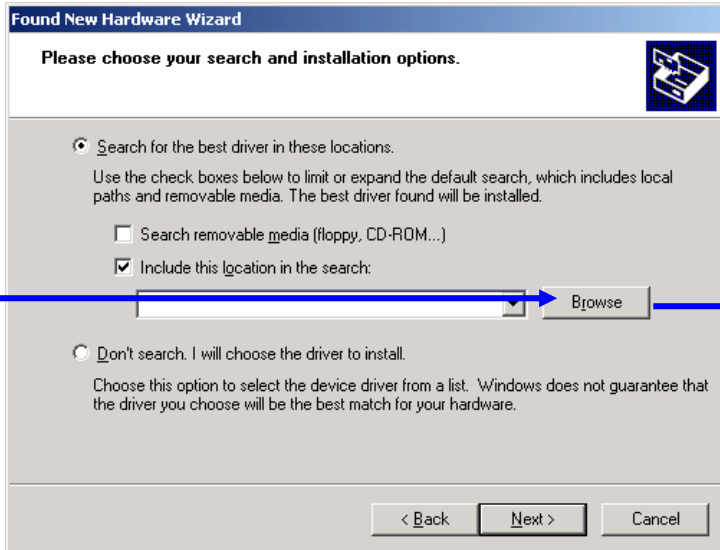 Found New Hardware Wizard
Please choose your search and installation options.
Search for the best driver in these locations.
Use the check boxes below to limit or expand the default search, which includes local
paths and removable media. The best driver found will be installed.
Search removable media (floppy, CD-ROM...)
Include this location in the search:
Browse
Don't search. I will choose the driver to install.
Choose this option to select the device driver from a list. Windows does not guarantee that
the driver you choose will be the best match for your hardware.
< Back Next > Cancel